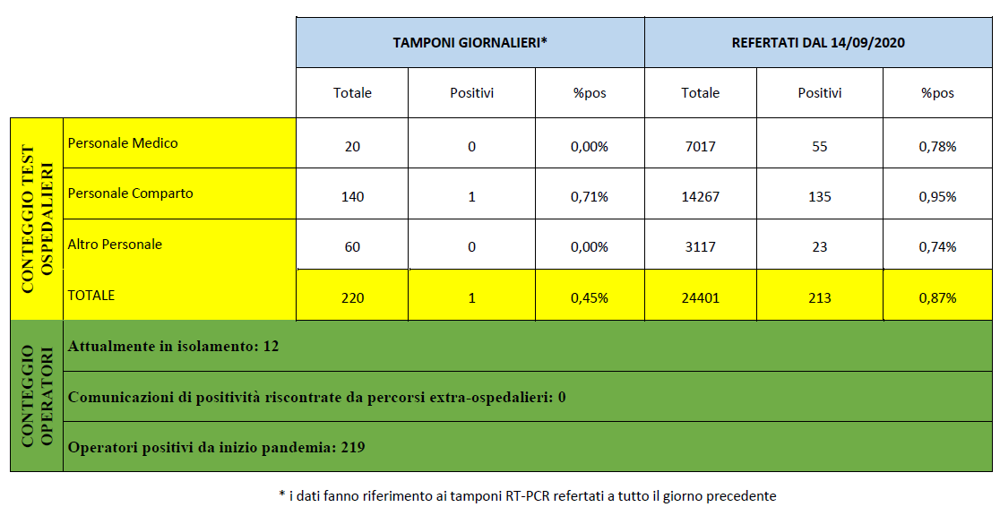 TAMPONI GIORNALIERI* REFERTATI DAL 14/09/2020
Totale Positivi %pos Totale Positivi %pos
CONTEGGIO TEST
OSPEDALIERI
Personale Medico 20 0 0,00% 7017 55 0,78%
Personale Comparto 140 1 0,71% 14267 135 0,95%
Altro Personale 60 0 0,00% 3117 23 0,74%
TOTALE 220 1 0,45% 24401 213 0,87%
CONTEGGIO
OPERATORI
Attualmente in isolamento: 12
Comunicazioni di positività riscontrate da percorsi extra-ospedalieri: 0
Operatori positivi da inizio pandemia: 219
* i dati fanno riferimento ai tamponi RT-PCR refertati a tutto il giorno precedente